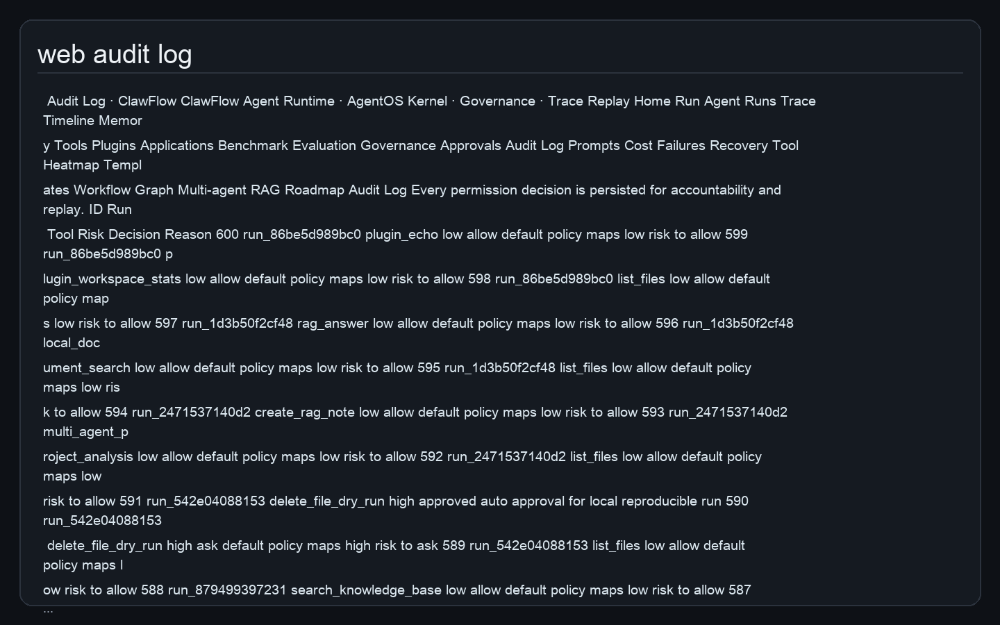 web audit log
Audit Log · ClawFlow ClawFlow Agent Runtime · AgentOS Kernel · Governance · Trace Replay Home Run Agent Runs Trace
Timeline Memor
y Tools Plugins Applications Benchmark Evaluation Governance Approvals Audit Log Prompts Cost Failures Recovery Tool
Heatmap Templ
ates Workflow Graph Multi-agent RAG Roadmap Audit Log Every permission decision is persisted for accountability and
replay. ID Run
Tool Risk Decision Reason 600 run_86be5d989bc0 plugin_echo low allow default policy maps low risk to allow 599
run_86be5d989bc0 p
lugin_workspace_stats low allow default policy maps low risk to allow 598 run_86be5d989bc0 list_files low allow default
policy map
s low risk to allow 597 run_1d3b50f2cf48 rag_answer low allow default policy maps low risk to allow 596 run_1d3b50f2cf48
local_doc
ument_search low allow default policy maps low risk to allow 595 run_1d3b50f2cf48 list_files low allow default policy
maps low ris
k to allow 594 run_2471537140d2 create_rag_note low allow default policy maps low risk to allow 593 run_2471537140d2
multi_agent_p
roject_analysis low allow default policy maps low risk to allow 592 run_2471537140d2 list_files low allow default policy
maps low
risk to allow 591 run_542e04088153 delete_file_dry_run high approved auto approval for local reproducible run 590
run_542e04088153
delete_file_dry_run high ask default policy maps high risk to ask 589 run_542e04088153 list_files low allow default
policy maps l
ow risk to allow 588 run_879499397231 search_knowledge_base low allow default policy maps low risk to allow 587
...